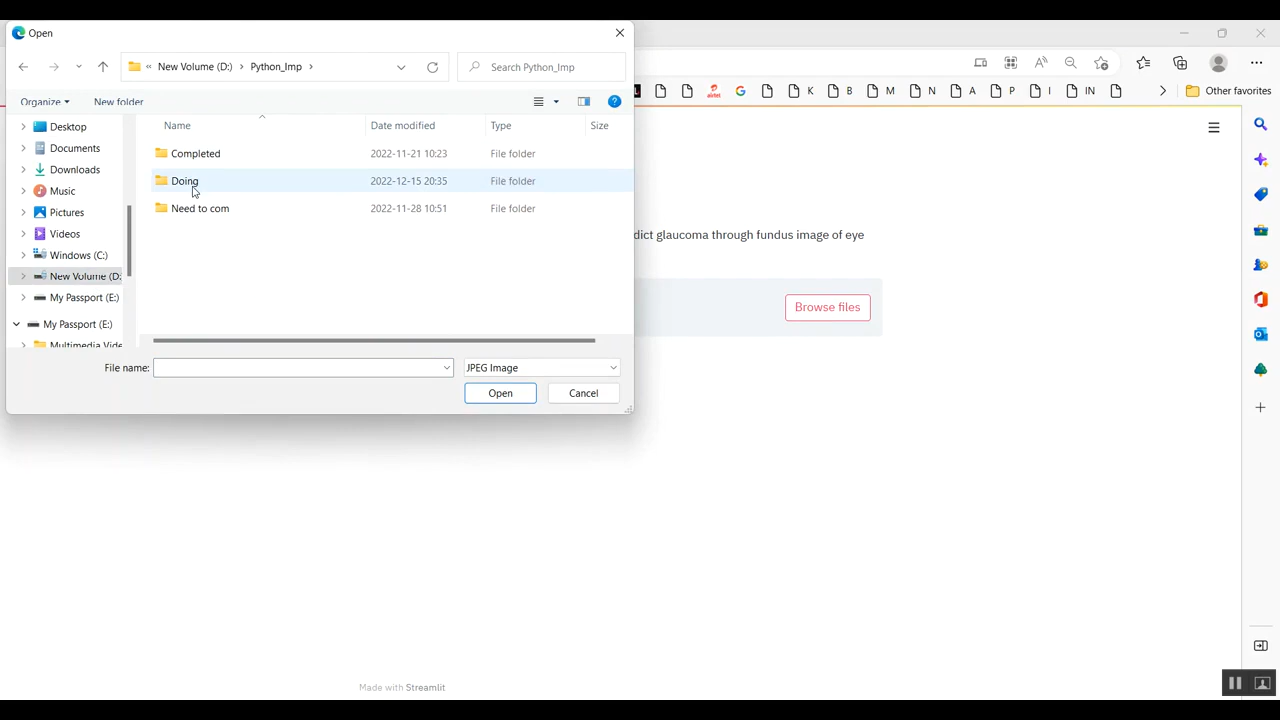 Open
« New Volume (D:) › Python_Imp ›
Search Python_Imp
Organize
New folder
Name
Date modified
Type
Size
Desktop
Documents
Downloads
Music
Pictures
Videos
Windows (C:)
New Volume (D:
My Passport (E:)
My Passport (E:)
Multimedia Vide
Completed 2022-11-21 10:23 File folder
Doing 2022-12-15 20:35 File folder
Need to com 2022-11-28 10:51 File folder
File name:
JPEG Image
Open
Cancel
airtel G K B M N A P I IN
Other favorites
dict glaucoma through fundus image of eye
Browse files
Made with Streamlit